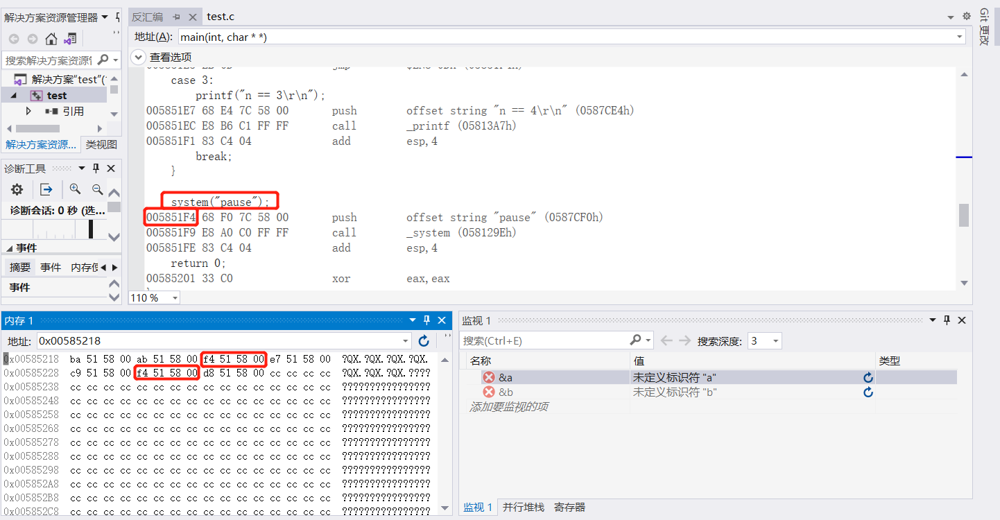 解决方案资源管理器
反汇编 test.c
Git 更改
地址(A): main(int, char * *)
搜索解决方案资源
查看选项
解决方案"test"(
test
引用
解决方案资源... 类视图
case 3:
printf("n == 3\r\n");
005851E7 68 E4 7C 58 00 push offset string "n == 4\r\n" (0587CE4h)
005851EC E8 B6 C1 FF FF call _printf (05813A7h)
005851F1 83 C4 04 add esp,4
break;
}
system("pause");
005851F4 68 F0 7C 58 00 push offset string "pause" (0587CF0h)
005851F9 E8 A0 C0 FF FF call _system (058129Eh)
005851FE 83 C4 04 add esp,4
return 0;
00585201 33 C0 xor eax,eax
110 %
诊断工具
诊断会话: 0 秒 (选...
事件
摘要 事件 内存使
事件
内存 1
地址: 0x00585218
0x00585218 ba 51 58 00 ab 51 58 00 f4 51 58 00 e7 51 58 00 ?QX.?QX.?QX.?QX.
0x00585228 c9 51 58 00 f4 51 58 00 d8 51 58 00 cc cc cc cc ?QX.?QX.?QX.????
0x00585238 cc cc cc cc cc cc cc cc cc cc cc cc cc cc cc cc ????????????????
0x00585248 cc cc cc cc cc cc cc cc cc cc cc cc cc cc cc cc ????????????????
0x00585258 cc cc cc cc cc cc cc cc cc cc cc cc cc cc cc cc ????????????????
0x00585268 cc cc cc cc cc cc cc cc cc cc cc cc cc cc cc cc ????????????????
0x00585278 cc cc cc cc cc cc cc cc cc cc cc cc cc cc cc cc ????????????????
0x00585288 cc cc cc cc cc cc cc cc cc cc cc cc cc cc cc cc ????????????????
0x00585298 cc cc cc cc cc cc cc cc cc cc cc cc cc cc cc cc ????????????????
0x005852A8 cc cc cc cc cc cc cc cc cc cc cc cc cc cc cc cc ????????????????
0x005852B8 cc cc cc cc cc cc cc cc cc cc cc cc cc cc cc cc ????????????????
0x005852C8 cc cc cc cc cc cc cc cc cc cc cc cc cc cc cc cc ????????????????
监视 1
搜索(Ctrl+E) 搜索深度: 3
名称 值 类型
&a 未定义标识符 "a"
&b 未定义标识符 "b"
添加要监视的项
监视 1 并行堆栈 寄存器